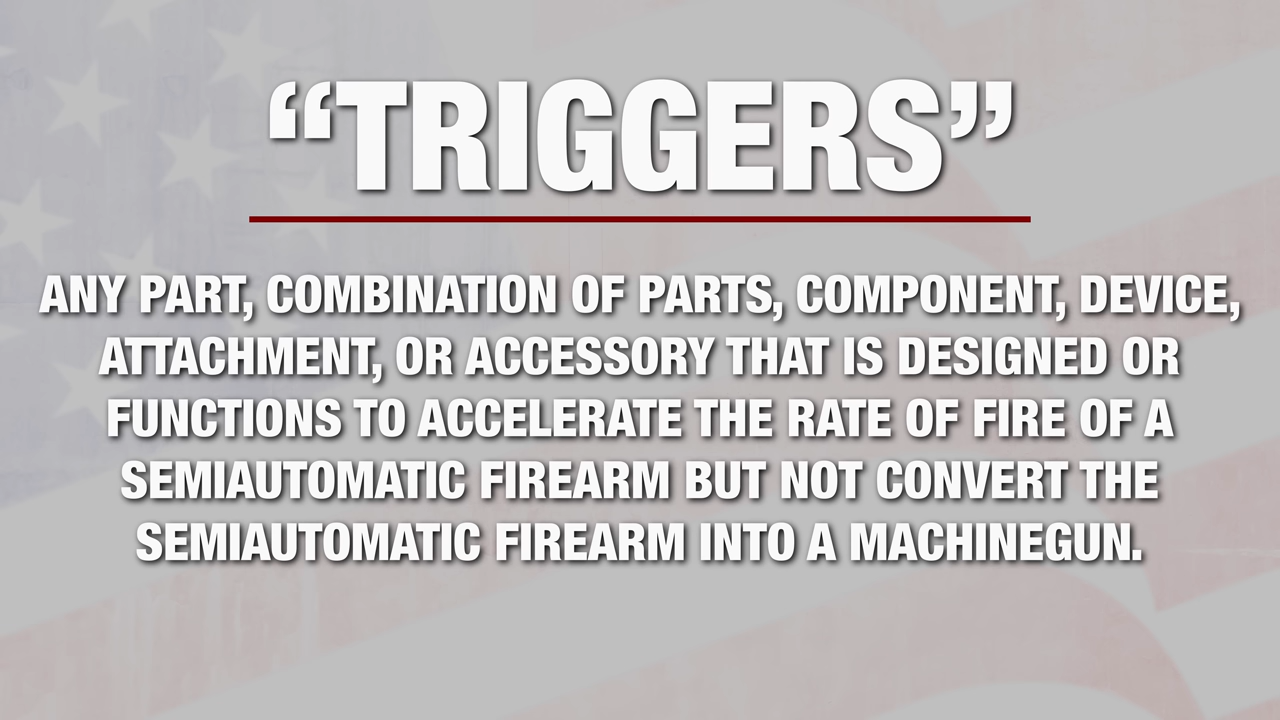 “TRIGGERS”
ANY PART, COMBINATION OF PARTS, COMPONENT, DEVICE,
ATTACHMENT, OR ACCESSORY THAT IS DESIGNED OR
FUNCTIONS TO ACCELERATE THE RATE OF FIRE OF A
SEMIAUTOMATIC FIREARM BUT NOT CONVERT THE
SEMIAUTOMATIC FIREARM INTO A MACHINEGUN.